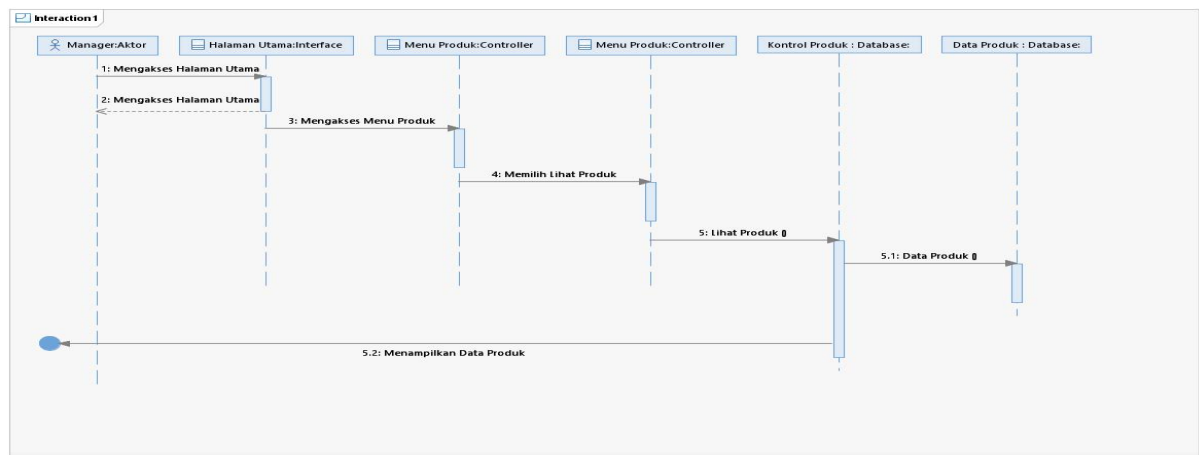 Interaction 1
Manager:Aktor
Halaman Utama:Interface
Menu Produk:Controller
Menu Produk:Controller
Kontrol Produk : Database:
Data Produk : Database:
1: Mengakses Halaman Utama
2: Mengakses Halaman Utama
3: Mengakses Menu Produk
4: Memilih Lihat Produk
5: Lihat Produk ()
5.1: Data Produk ()
5.2: Menampilkan Data Produk